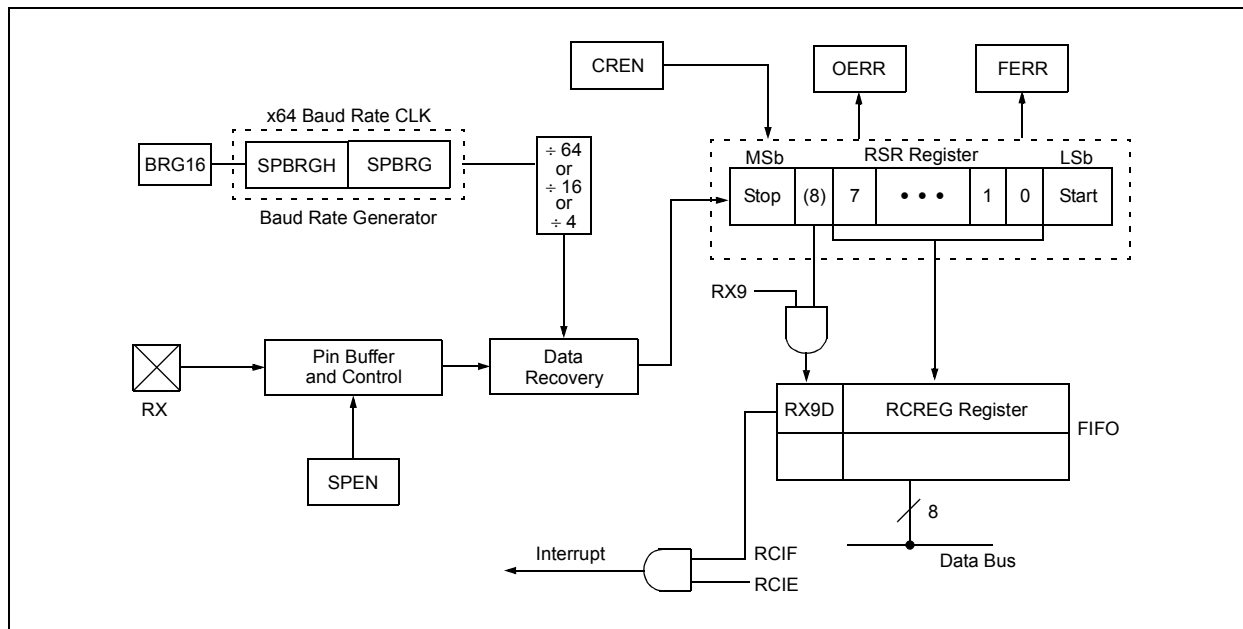 CREN
OERR
FERR
x64 Baud Rate CLK
BRG16
SPBRGH
SPBRG
Baud Rate Generator
÷ 64
or
÷ 16
or
÷ 4
MSb
RSR Register
LSb
Stop
(8)
7
• • •
1
0
Start
RX9
RX
Pin Buffer
and Control
Data
Recovery
SPEN
RX9D
RCREG Register
FIFO
8
Data Bus
Interrupt
RCIF
RCIE